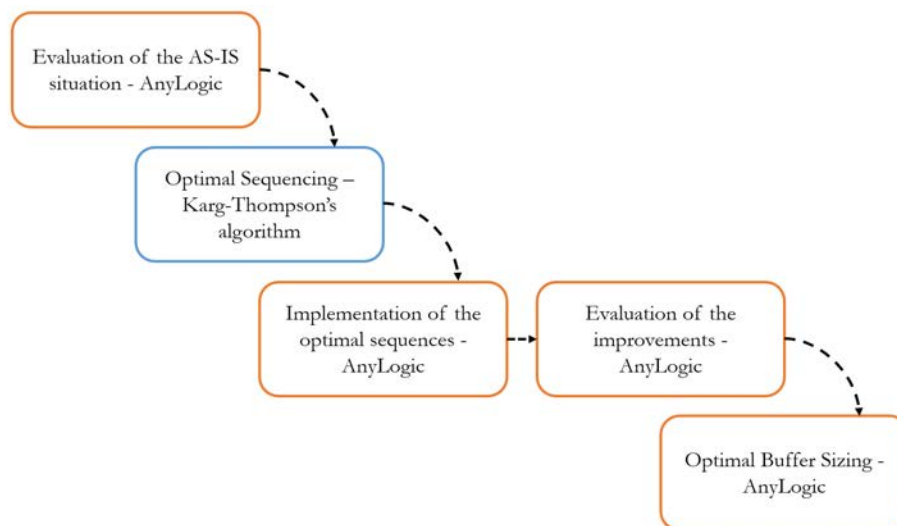 Evaluation of the AS-IS
situation - AnyLogic
Optimal Sequencing –
Karg-Thompson's
algorithm
Implementation of the
optimal sequences -
AnyLogic
Evaluation of the
improvements -
AnyLogic
Optimal Buffer Sizing -
AnyLogic